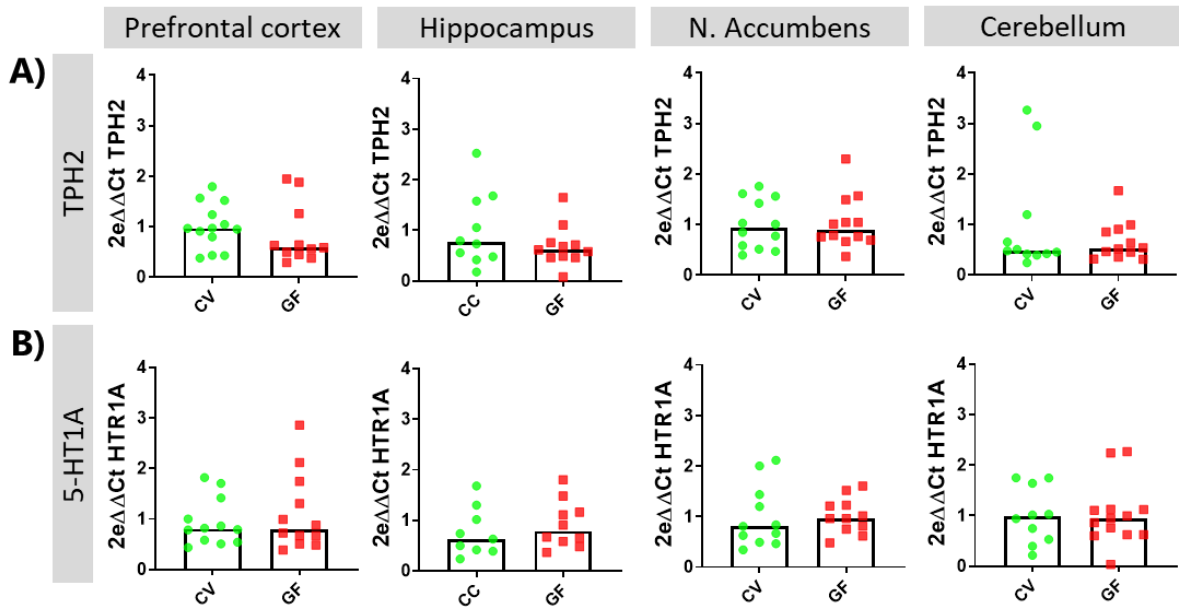 Prefrontal cortex
Hippocampus
N. Accumbens
Cerebellum
A)
TPH2
2e∆∆Ct TPH2
4
3
2
1
0
CV
GF
2e∆∆Ct TPH2
4
3
2
1
0
CC
GF
2e∆∆Ct TPH2
4
3
2
1
0
CV
GF
2e∆∆Ct TPH2
4
3
2
1
0
CV
GF
B)
5-HT1A
2e∆∆Ct HTR1A
4
3
2
1
0
CV
GF
2e∆∆Ct HTR1A
4
3
2
1
0
CC
GF
2e∆∆Ct HTR1A
4
3
2
1
0
CV
GF
2e∆∆Ct HTR1A
4
3
2
1
0
CV
GF